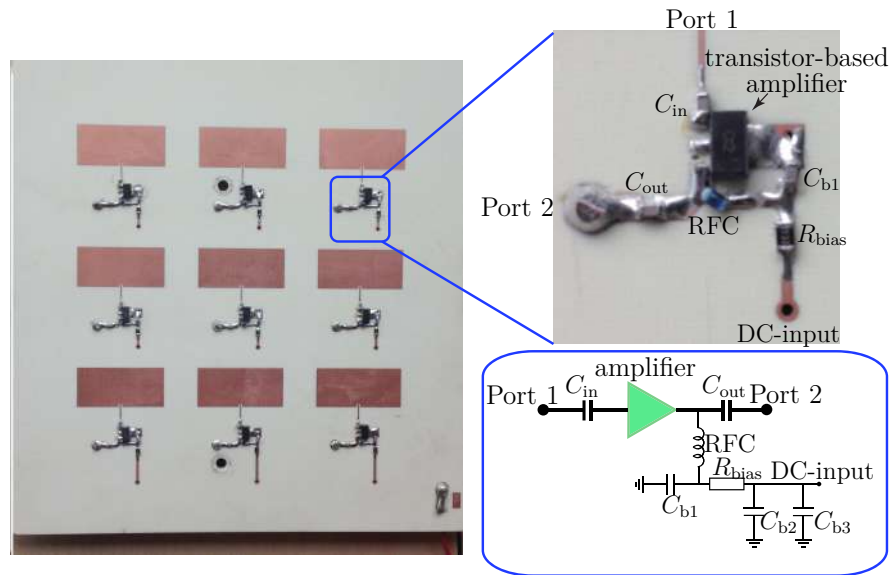 Port 1
transistor-based
amplifier
C_in
C_out
C_b1
Port 2
RFC
R_bias
DC-input
amplifier
Port 1
C_in
C_out
Port 2
RFC
R_bias
DC-input
C_b1
C_b2
C_b3